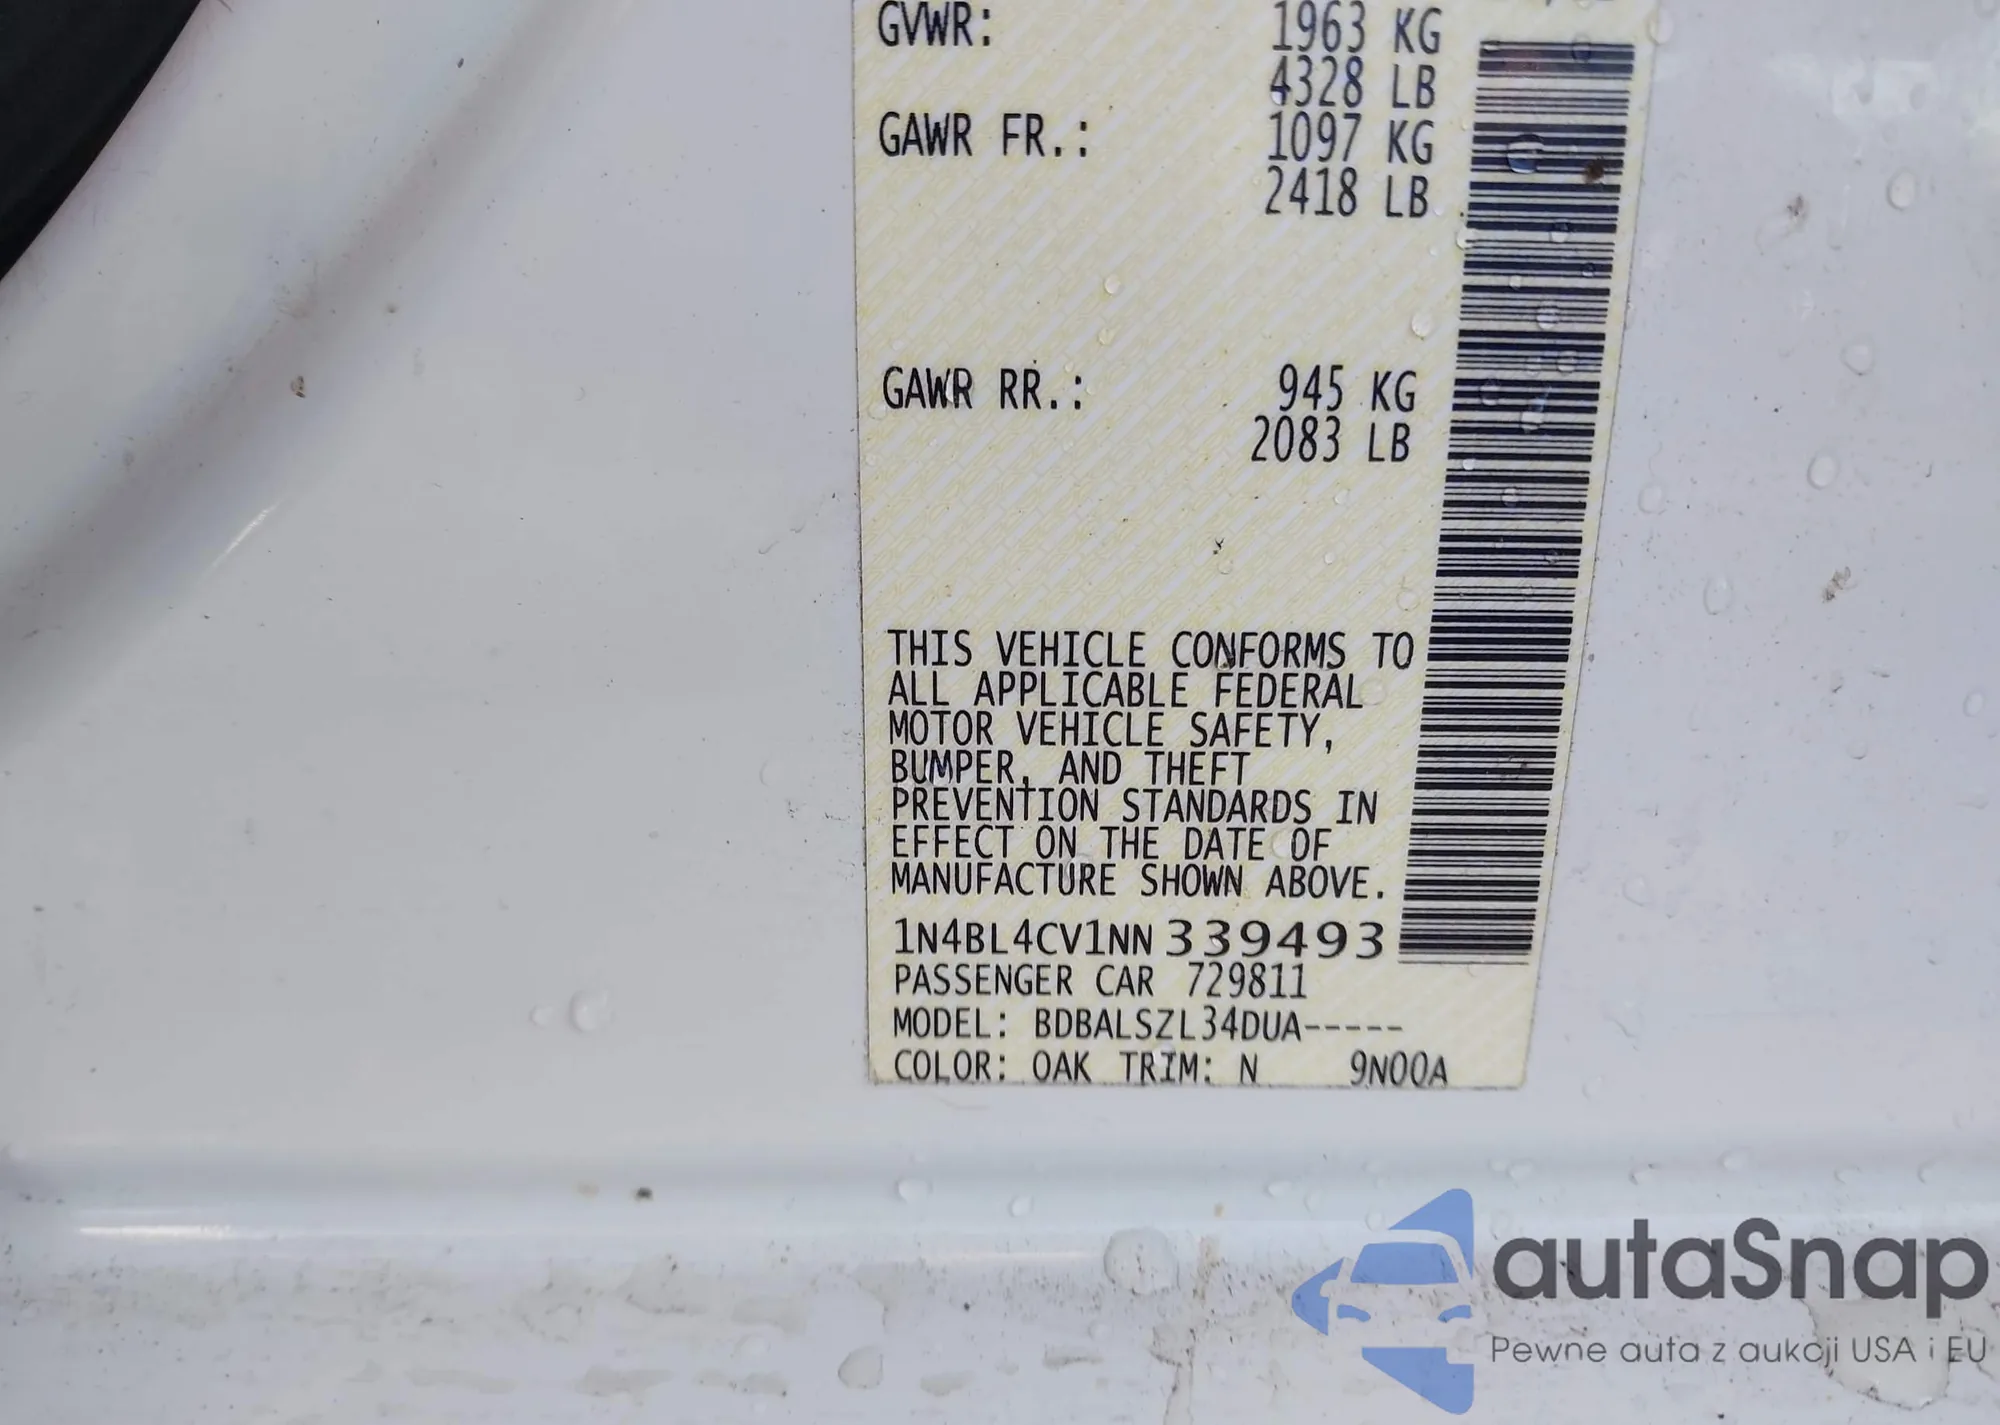 GVWR: 1963 KG
4328 LB
GAWR FR.: 1097 KG
2418 LB
GAWR RR.: 945 KG
2083 LB
THIS VEHICLE CONFORMS TO
ALL APPLICABLE FEDERAL
MOTOR VEHICLE SAFETY,
BUMPER, AND THEFT
PREVENTION STANDARDS IN
EFFECT ON THE DATE OF
MANUFACTURE SHOWN ABOVE.
1N4BL4CV1NN339493
PASSENGER CAR 729811
MODEL: BDBALSZL34DUA-----
COLOR: OAK TRIM: N 9N00A
autaSnap
Pewne auta z aukcji USA i EU